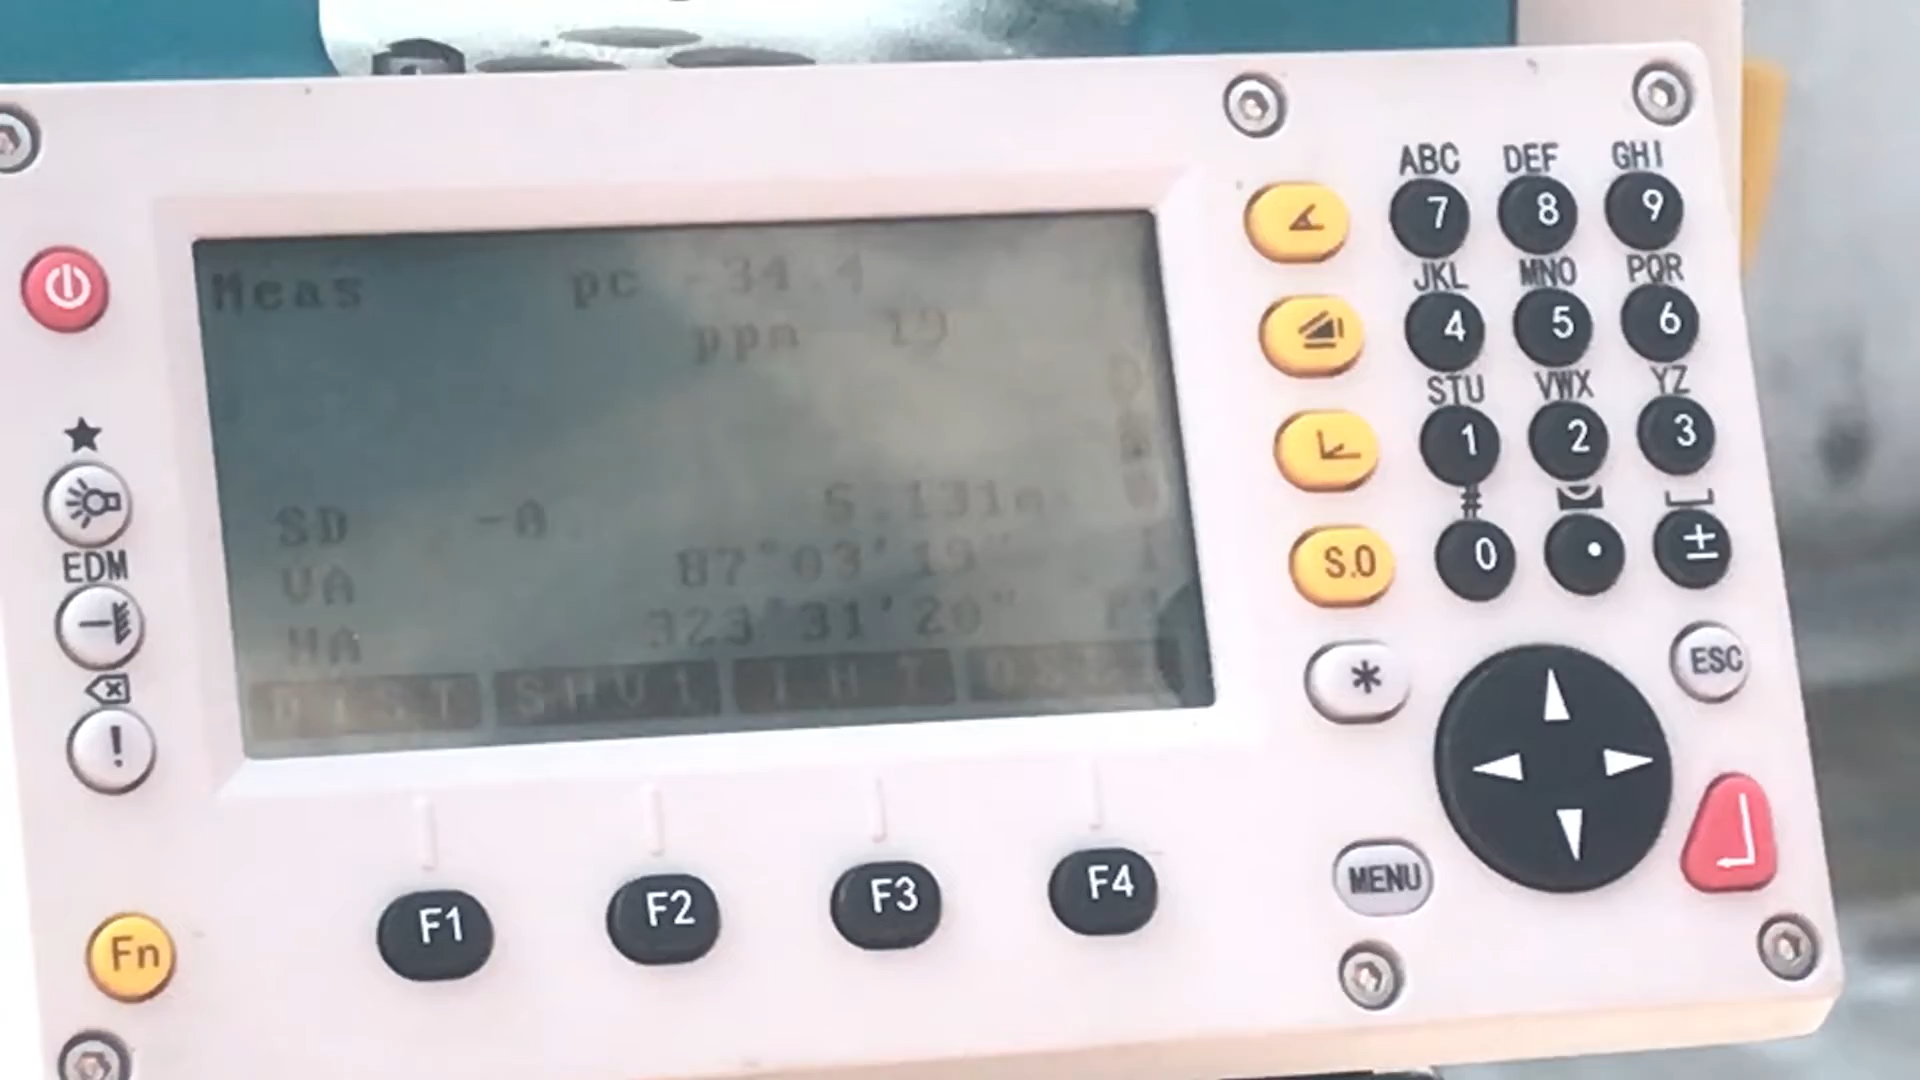 Meas pc -34.4
ppm 19
SD -A 5.131m
VA 87°03'19"
HA 323°31'20" P1
DIST SHV1 IHT
ABC DEF GHI
7 8 9
JKL MNO PQR
4 5 6
STU VWX YZ
1 2 3
#
0 . ±
S.O
*
ESC
MENU
EDM
!
Fn
F1 F2 F3 F4